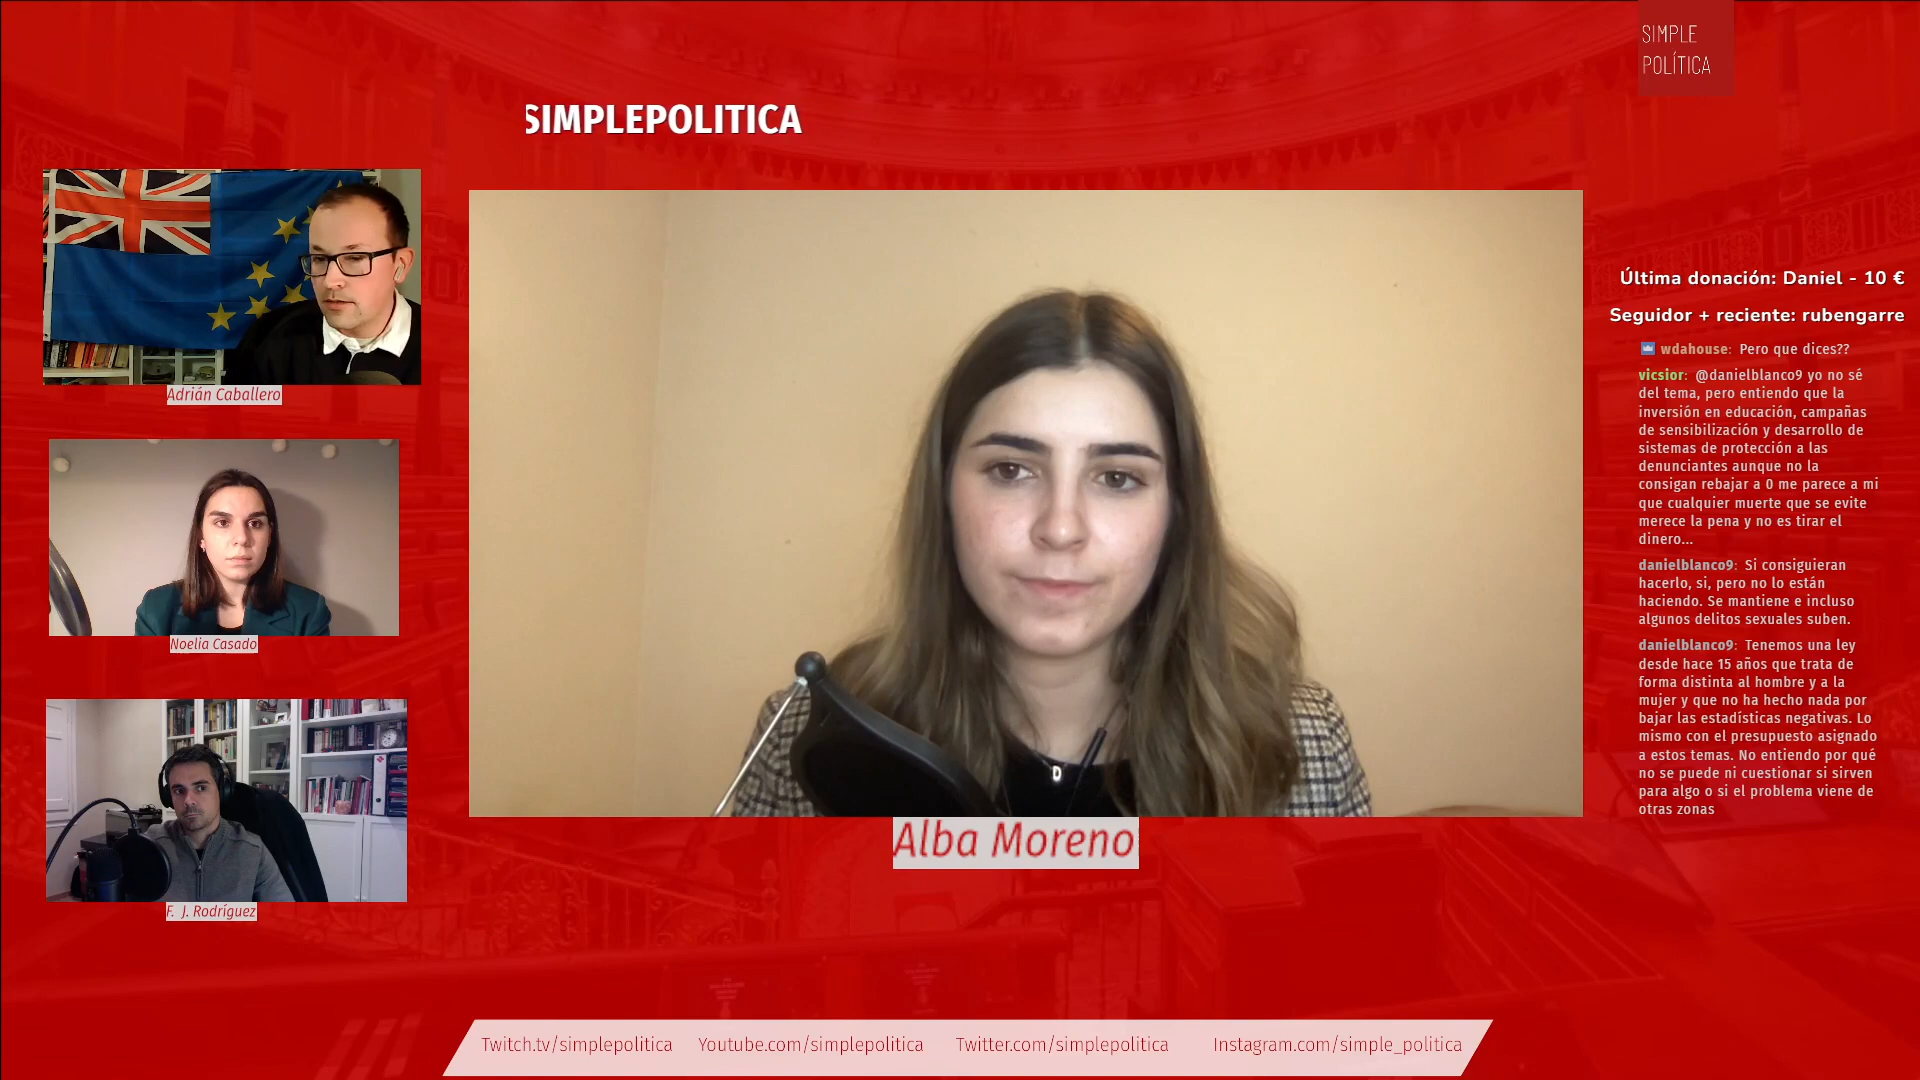 SIMPLE
POLÍTICA
SIMPLEPOLITICA
Adrián Caballero
Noelia Casado
F. J. Rodríguez
Alba Moreno
Última donación: Daniel - 10 €
Seguidor + reciente: rubengarre
wdahouse: Pero que dices??
vicsior: @danielblanco9 yo no sé
del tema, pero entiendo que la
inversión en educación, campañas
de sensibilización y desarrollo de
sistemas de protección a las
denunciantes aunque no la
consigan rebajar a 0 me parece a mi
que cualquier muerte que se evite
merece la pena y no es tirar el
dinero...
danielblanco9: Si consiguieran
hacerlo, si, pero no lo están
haciendo. Se mantiene e incluso
algunos delitos sexuales suben.
danielblanco9: Tenemos una ley
desde hace 15 años que trata de
forma distinta al hombre y a la
mujer y que no ha hecho nada por
bajar las estadísticas negativas. Lo
mismo con el presupuesto asignado
a estos temas. No entiendo por qué
no se puede ni cuestionar si sirven
para algo o si el problema viene de
otras zonas
D
Twitch.tv/simplepolitica Youtube.com/simplepolitica Twitter.com/simplepolitica Instagram.com/simple_politica